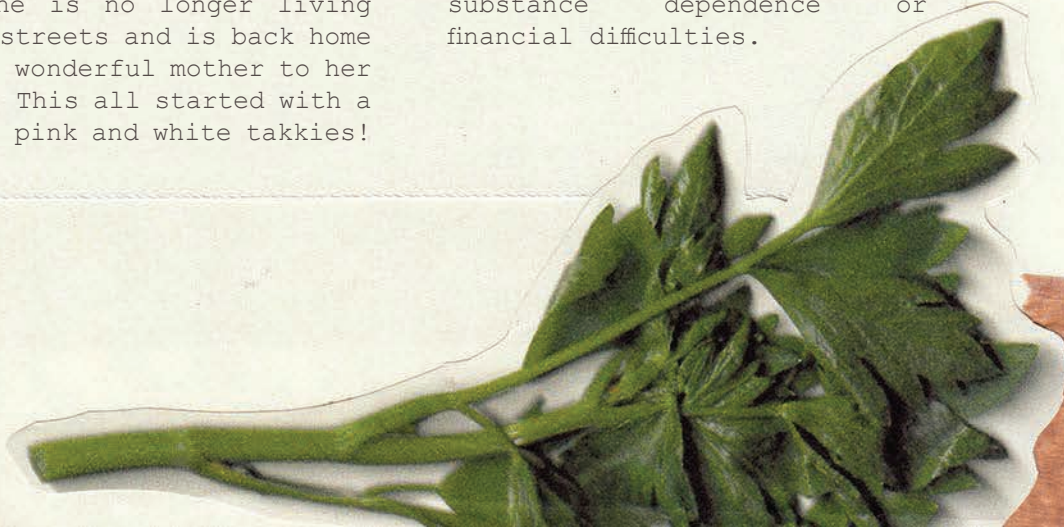 is no longer living
streets and is back home
wonderful mother to her
This all started with a
pink and white takkies!
substance dependence or
financial difficulties.